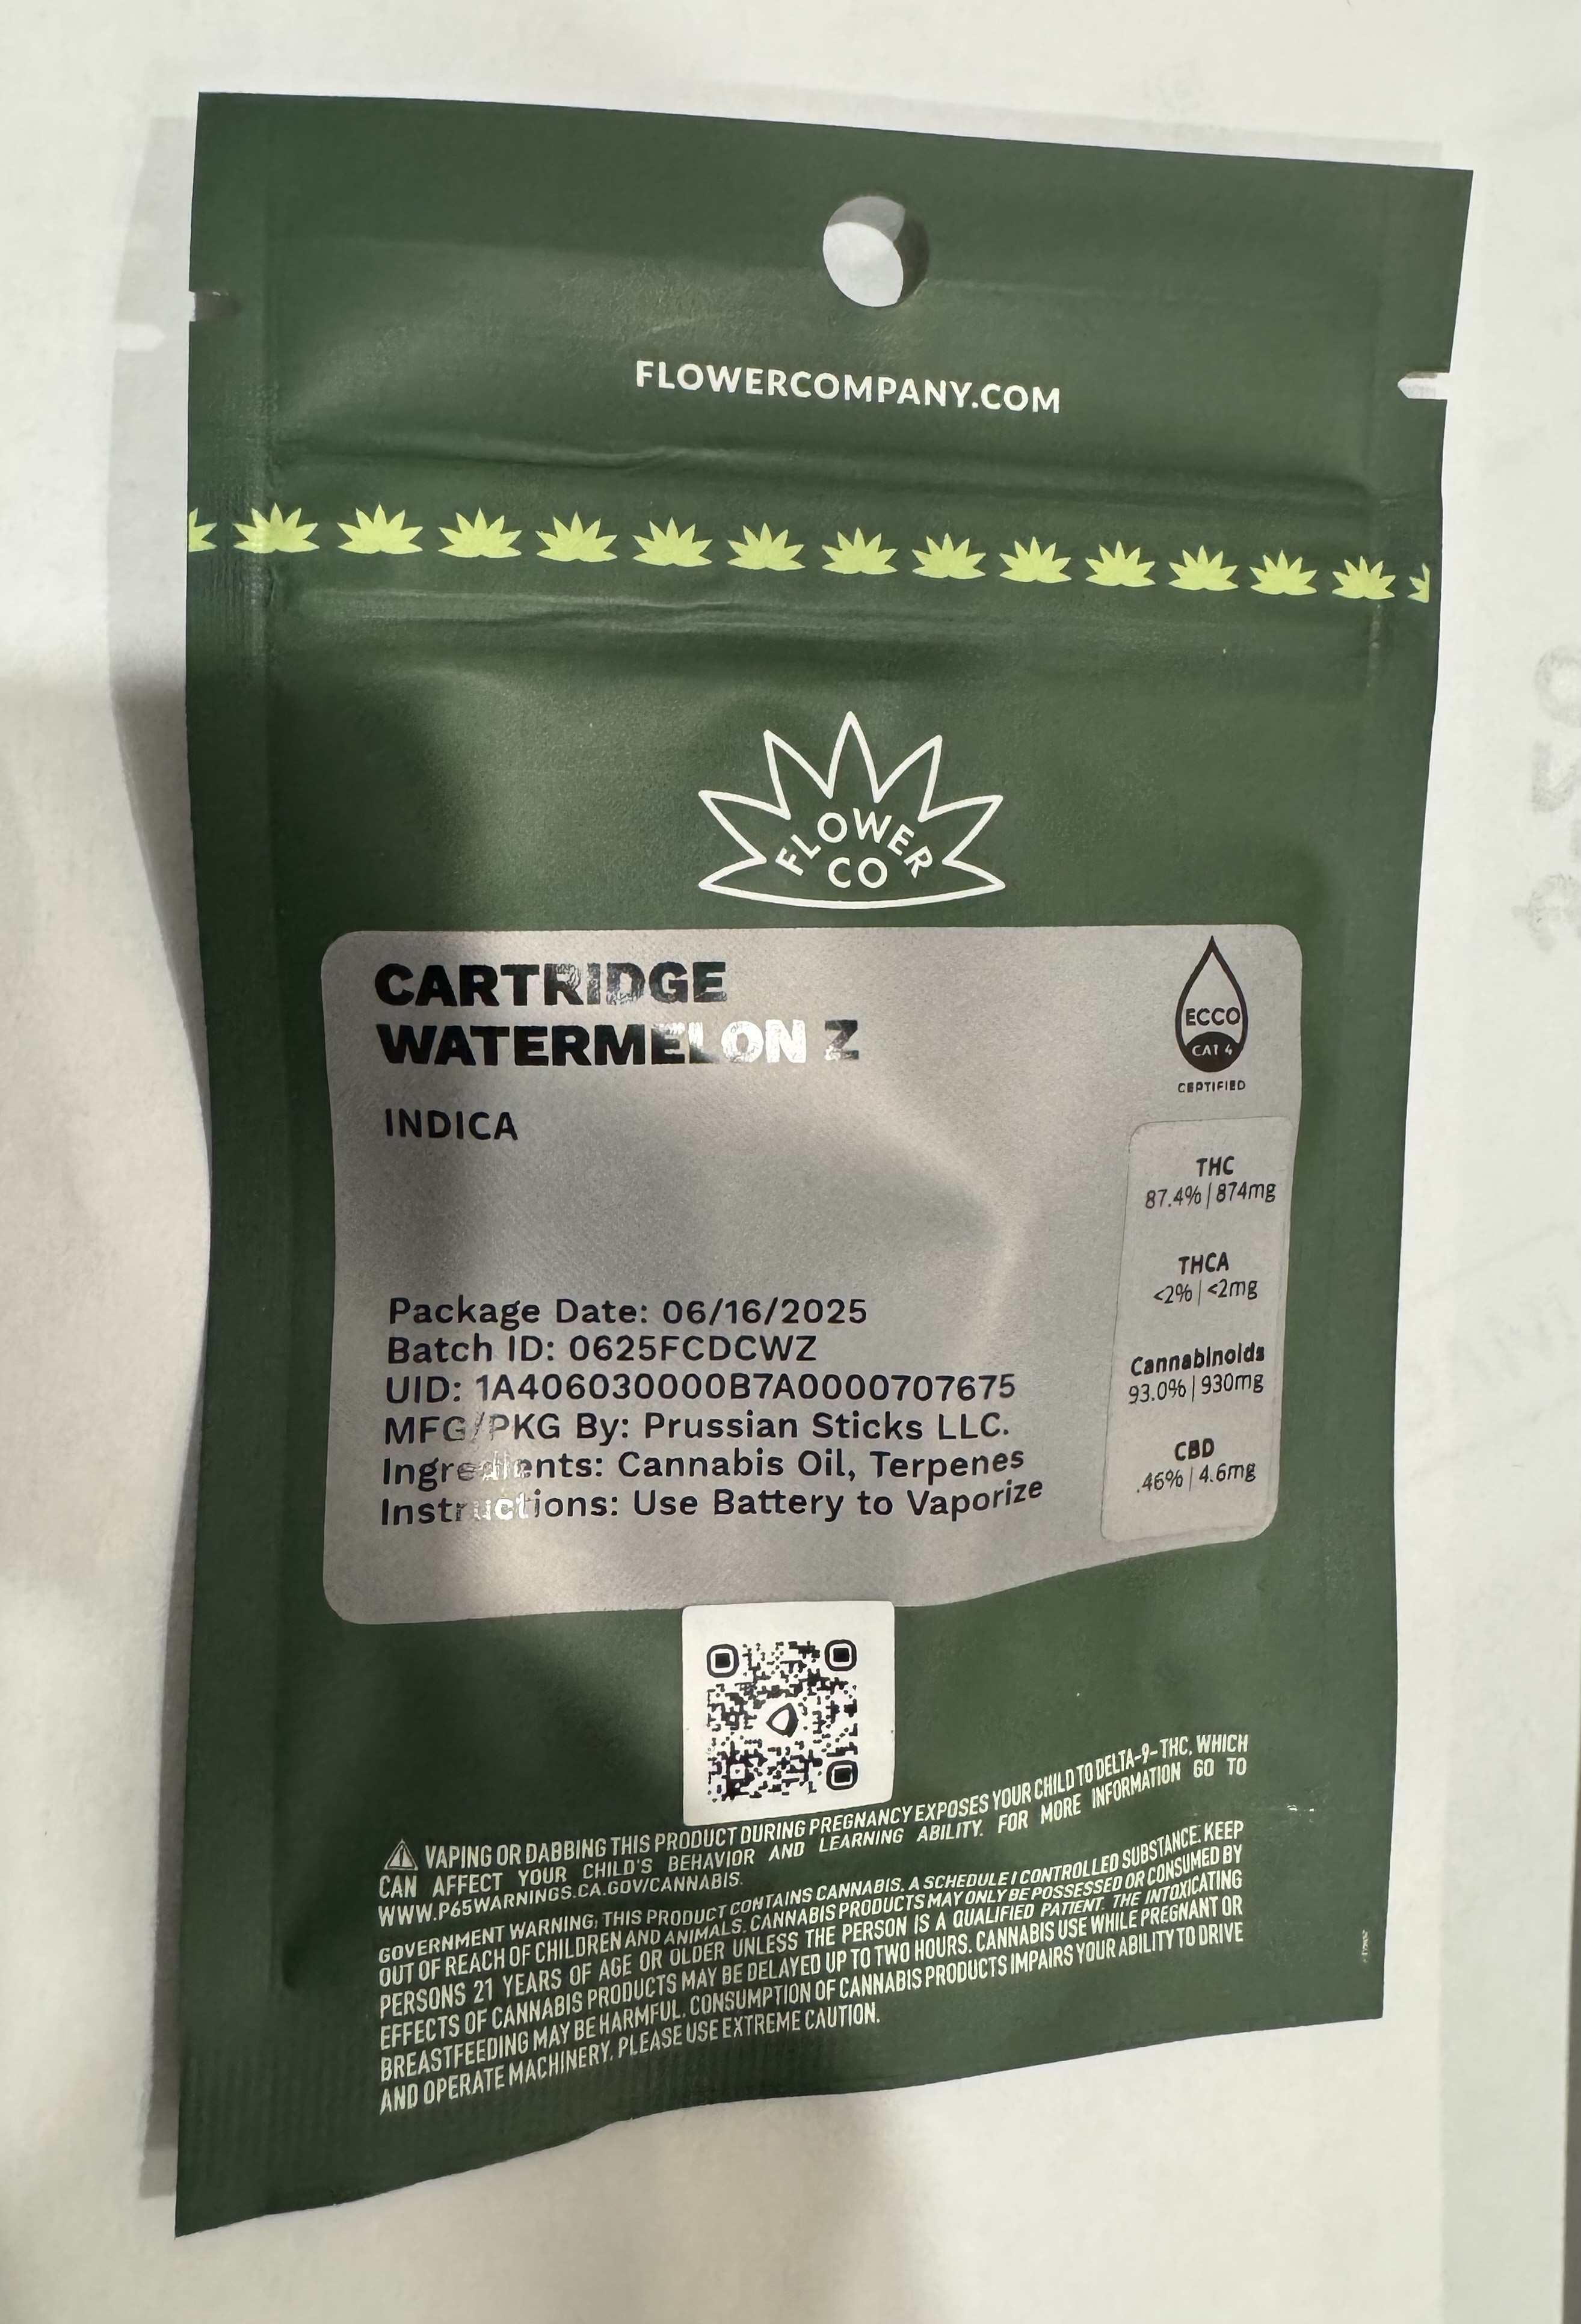 FLOWERCOMPANY.COM
FLOWER
CO
CARTRIDGE
WATERMELON Z
INDICA
ECCO
CAT 4
CERTIFIED
THC
87.4% | 874mg
THCA
<2% | <2mg
Cannabinoids
93.0% | 930mg
CBD
.46% | 4.6mg
Package Date: 06/16/2025
Batch ID: 0625FCDCWZ
UID: 1A406030000B7A0000707675
MFG/PKG By: Prussian Sticks LLC.
Ingredients: Cannabis Oil, Terpenes
Instructions: Use Battery to Vaporize
VAPING OR DABBING THIS PRODUCT DURING PREGNANCY EXPOSES YOUR CHILD TO DELTA-9-THC, WHICH
CAN AFFECT YOUR CHILD'S BEHAVIOR AND LEARNING ABILITY. FOR MORE INFORMATION GO TO
WWW.P65WARNINGS.CA.GOV/CANNABIS.
GOVERNMENT WARNING: THIS PRODUCT CONTAINS CANNABIS, A SCHEDULE I CONTROLLED SUBSTANCE. KEEP
OUT OF REACH OF CHILDREN AND ANIMALS. CANNABIS PRODUCTS MAY ONLY BE POSSESSED OR CONSUMED BY
PERSONS 21 YEARS OF AGE OR OLDER UNLESS THE PERSON IS A QUALIFIED PATIENT. THE INTOXICATING
EFFECTS OF CANNABIS PRODUCTS MAY BE DELAYED UP TO TWO HOURS. CANNABIS USE WHILE PREGNANT OR
BREASTFEEDING MAY BE HARMFUL. CONSUMPTION OF CANNABIS PRODUCTS IMPAIRS YOUR ABILITY TO DRIVE
AND OPERATE MACHINERY. PLEASE USE EXTREME CAUTION.